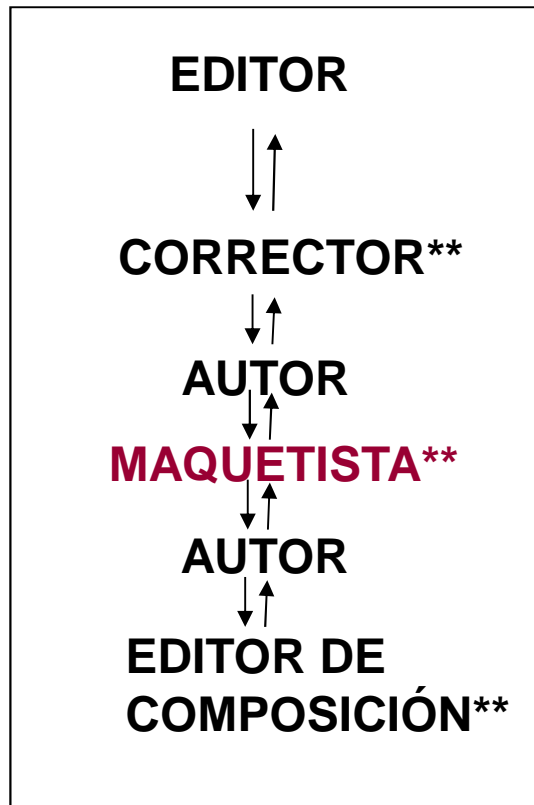 EDITOR
CORRECTOR**
AUTOR
MAQUETISTA**
AUTOR
EDITOR DE
COMPOSICIÓN**